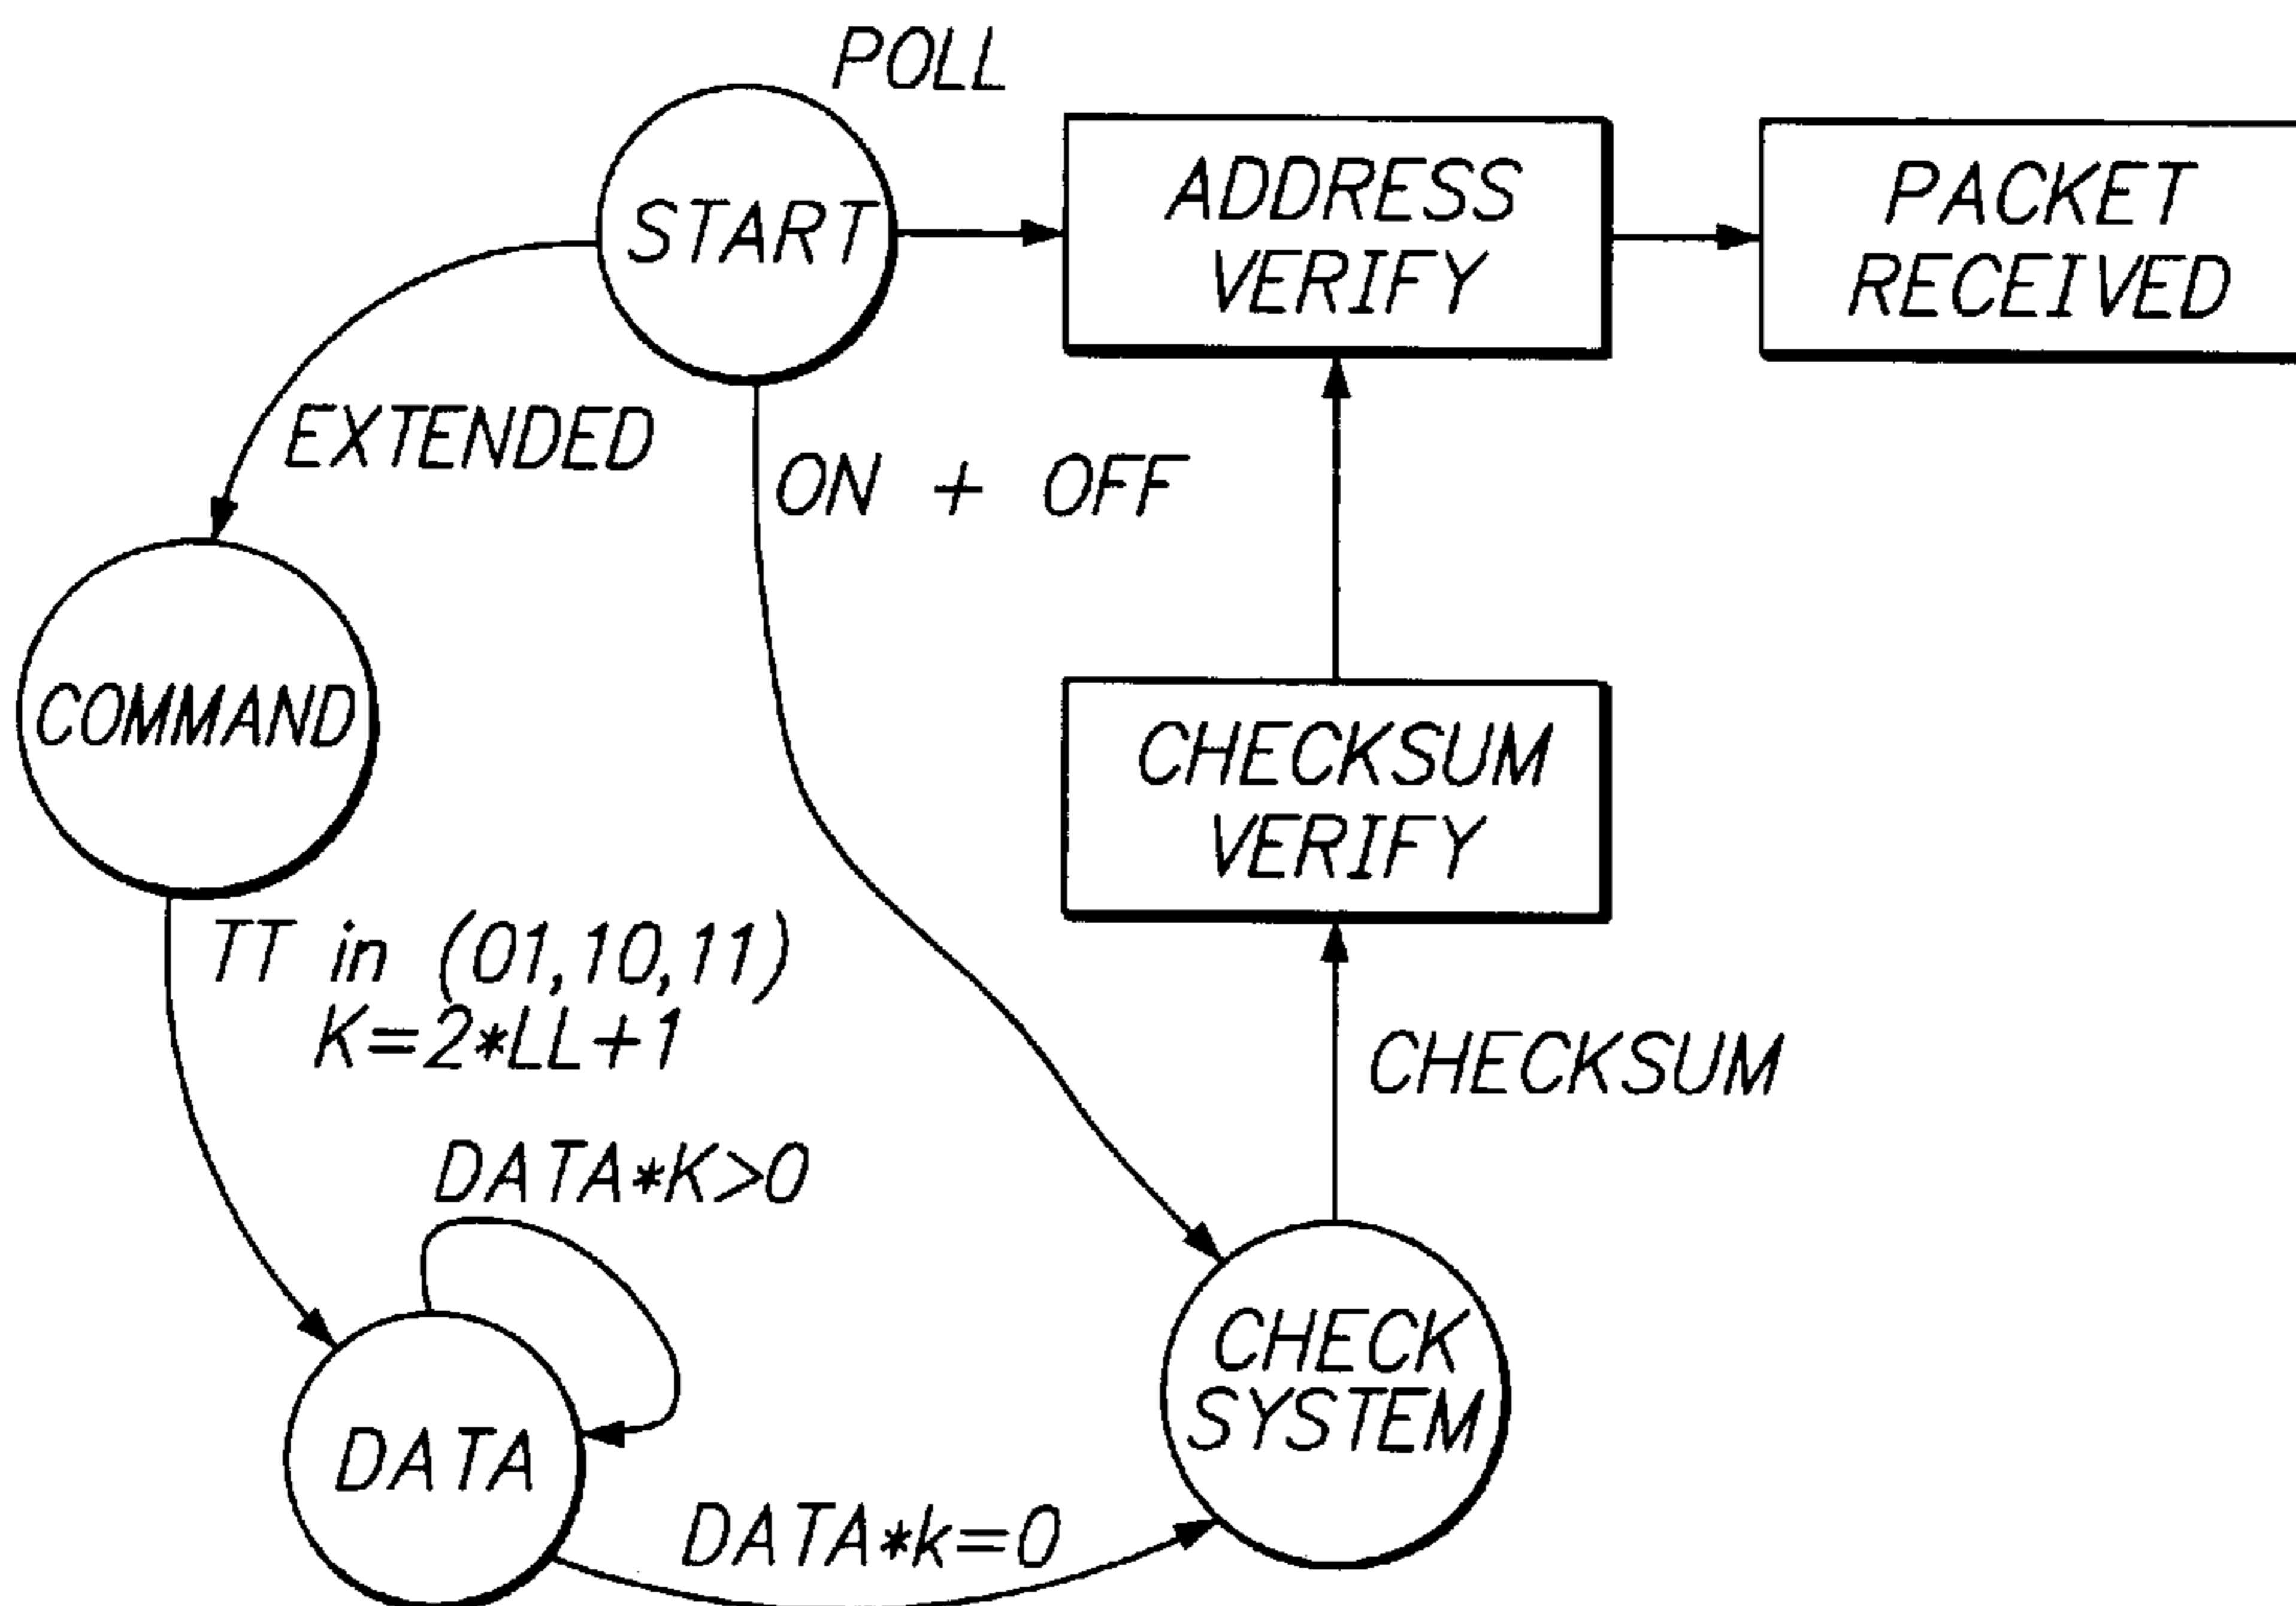 POLL
START
ADDRESS
VERIFY
PACKET
RECEIVED
EXTENDED
ON + OFF
COMMAND
CHECKSUM
VERIFY
TT in (01,10,11)
K=2*LL+1
CHECKSUM
DATA*K>0
CHECK
SYSTEM
DATA
DATA*k=0